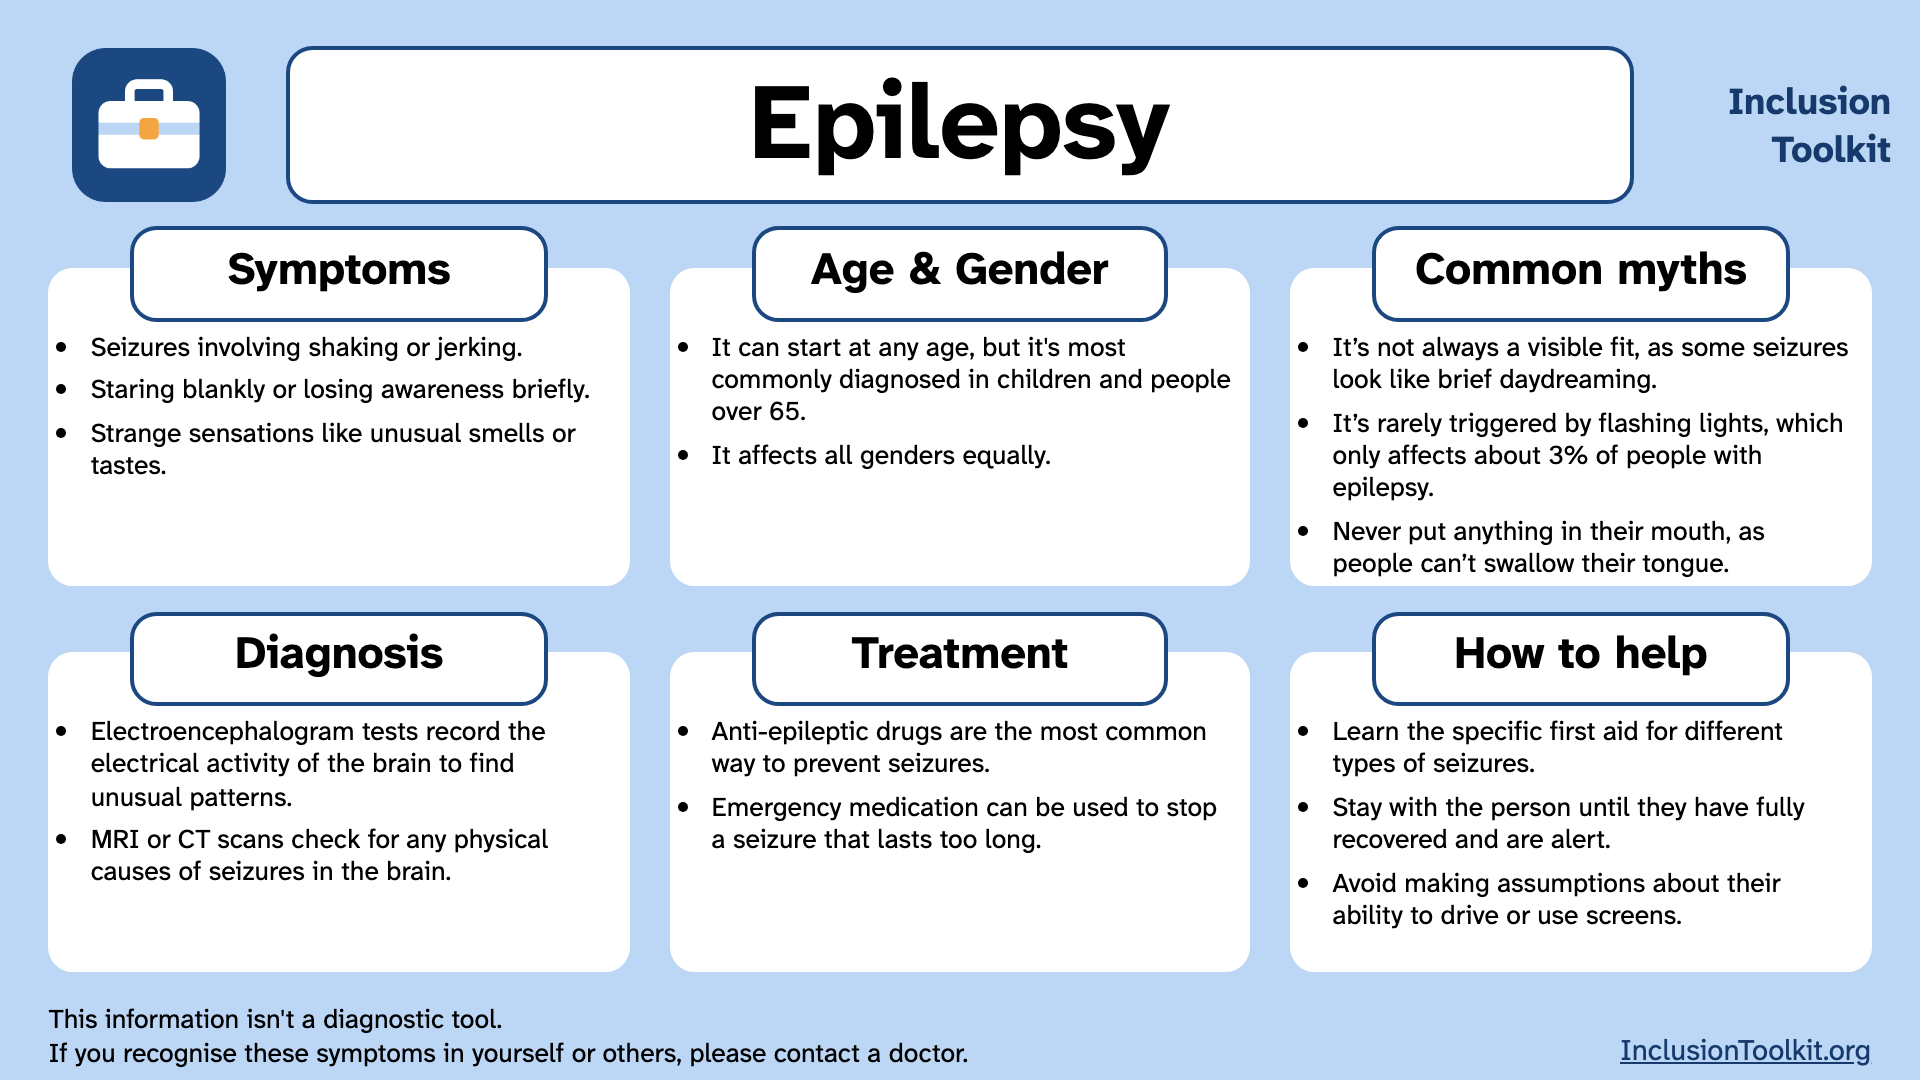 Epilepsy
Inclusion
Toolkit
Symptoms
• Seizures involving shaking or jerking.
• Staring blankly or losing awareness briefly.
• Strange sensations like unusual smells or
tastes.
Age & Gender
• It can start at any age, but it's most
commonly diagnosed in children and people
over 65.
• It affects all genders equally.
Common myths
• It’s not always a visible fit, as some seizures
look like brief daydreaming.
• It’s rarely triggered by flashing lights, which
only affects about 3% of people with
epilepsy.
• Never put anything in their mouth, as
people can’t swallow their tongue.
Diagnosis
• Electroencephalogram tests record the
electrical activity of the brain to find
unusual patterns.
• MRI or CT scans check for any physical
causes of seizures in the brain.
Treatment
• Anti-epileptic drugs are the most common
way to prevent seizures.
• Emergency medication can be used to stop
a seizure that lasts too long.
How to help
• Learn the specific first aid for different
types of seizures.
• Stay with the person until they have fully
recovered and are alert.
• Avoid making assumptions about their
ability to drive or use screens.
This information isn't a diagnostic tool.
If you recognise these symptoms in yourself or others, please contact a doctor.
InclusionToolkit.org